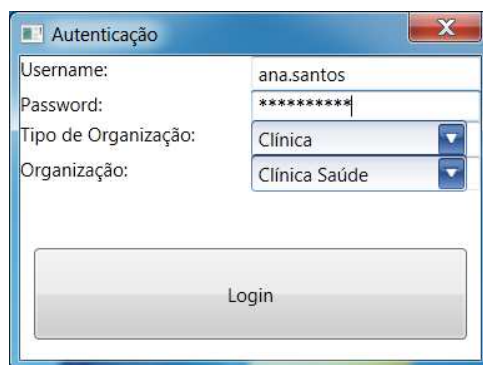 Autenticação
Username: ana.santos
Password: **********
Tipo de Organização: Clínica
Organização: Clínica Saúde
Login